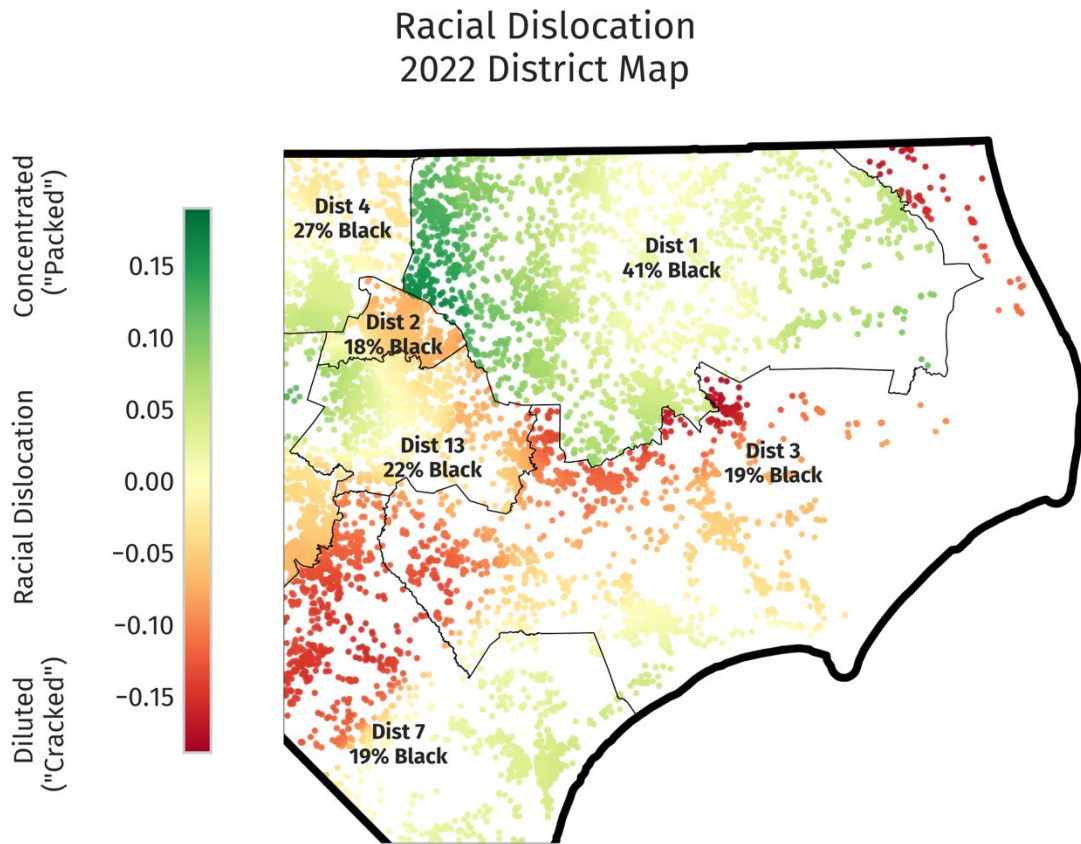 Racial Dislocation
2022 District Map
Concentrated
("Packed")
Racial Dislocation
Diluted
("Cracked")
0.15
0.10
0.05
0.00
−0.05
−0.10
−0.15
Dist 4
27% Black
Dist 1
41% Black
Dist 2
18% Black
Dist 13
22% Black
Dist 3
19% Black
Dist 7
19% Black